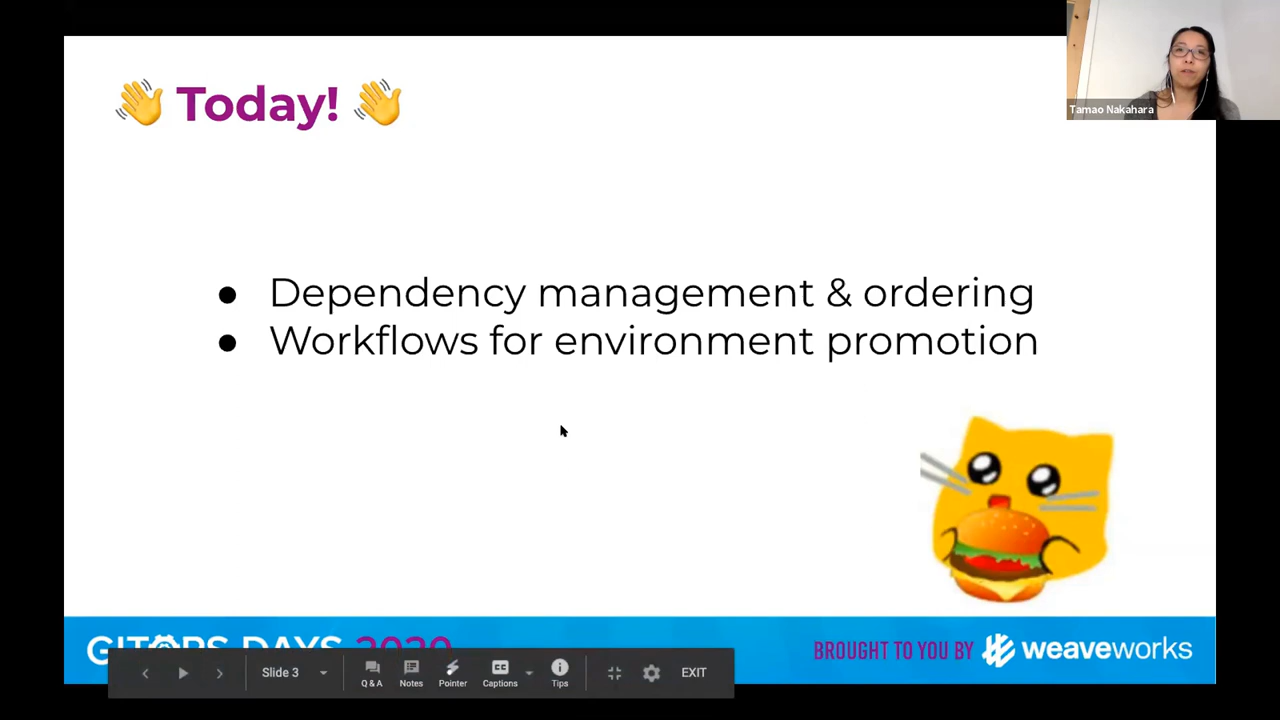 👋 Today! 👋
Tamao Nakahara
● Dependency management & ordering
● Workflows for environment promotion
GITOPS DAYS 2020
BROUGHT TO YOU BY weaveworks
Slide 3
Q & A
Notes
Pointer
CC
Captions
Tips
EXIT